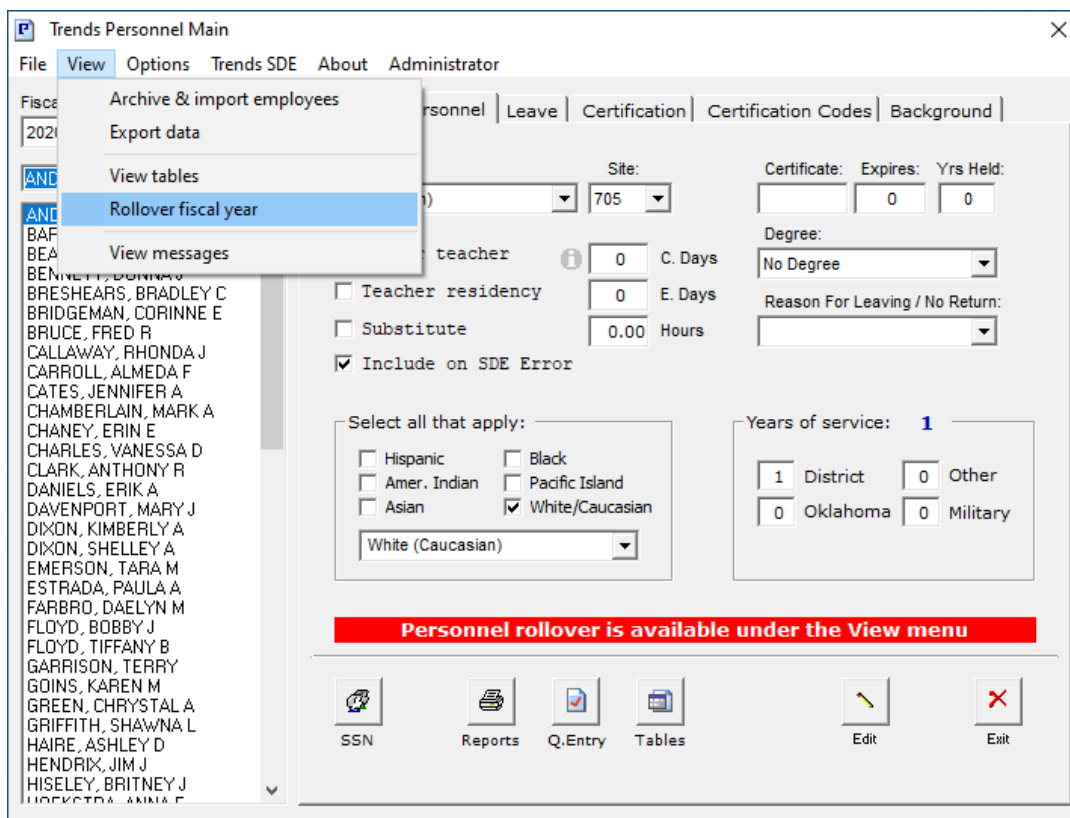 Trends Personnel Main
File View Options Trends SDE About Administrator
Archive & import employees
Export data
View tables
Rollover fiscal year
View messages
Leave Certification Certification Codes Background
Site:
705
Certificate: Expires: Yrs Held:
0 0
Degree:
No Degree
teacher 0 C. Days
Teacher residency 0 E. Days
Substitute 0.00 Hours
Include on SDE Error
Reason For Leaving / No Return:
BRESHEARS, BRADLEY C
BRIDGEMAN, CORINNE E
BRUCE, FRED R
CALLAWAY, RHONDA J
CARROLL, ALMEDA F
CATES, JENNIFER A
CHAMBERLAIN, MARK A
CHANEY, ERIN E
CHARLES, VANESSA D
CLARK, ANTHONY R
DANIELS, ERIK A
DAVENPORT, MARY J
DIXON, KIMBERLY A
DIXON, SHELLEY A
EMERSON, TARA M
ESTRADA, PAULA A
FARBRO, DAELYN M
FLOYD, BOBBY J
FLOYD, TIFFANY B
GARRISON, TERRY
GOINS, KAREN M
GREEN, CHRYSTAL A
GRIFFITH, SHAWNA L
HAIRE, ASHLEY D
HENDRIX, JIM J
HISELEY, BRITNEY J
Select all that apply:
Hispanic Black
Amer. Indian Pacific Island
Asian White/Caucasian
White (Caucasian)
Years of service: 1
1 District 0 Other
0 Oklahoma 0 Military
Personnel rollover is available under the View menu
SSN Reports Q.Entry Tables Edit Exit